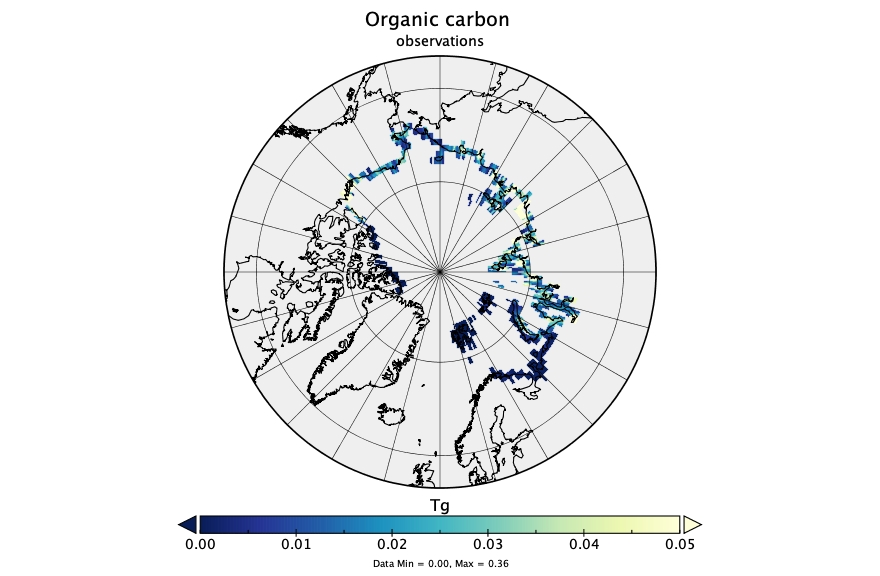 Organic carbon
observations
Tg
0.00 0.01 0.02 0.03 0.04 0.05
Data Min = 0.00, Max = 0.36